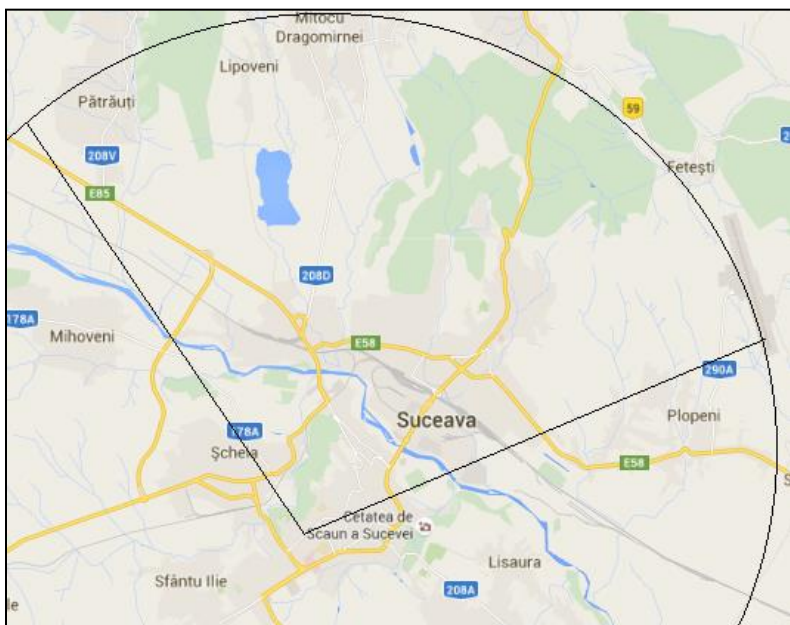 Mitocu
Dragomirnei
Lipoveni
Pătrăuți
59
208V
Fetești
E85
208D
178A
Mihoveni
E58
290A
Suceava
Plopeni
178A
Șcheia
E58
Cetatea de
Scaun a Sucevei
Lisaura
Sfântu Ilie
208A
le